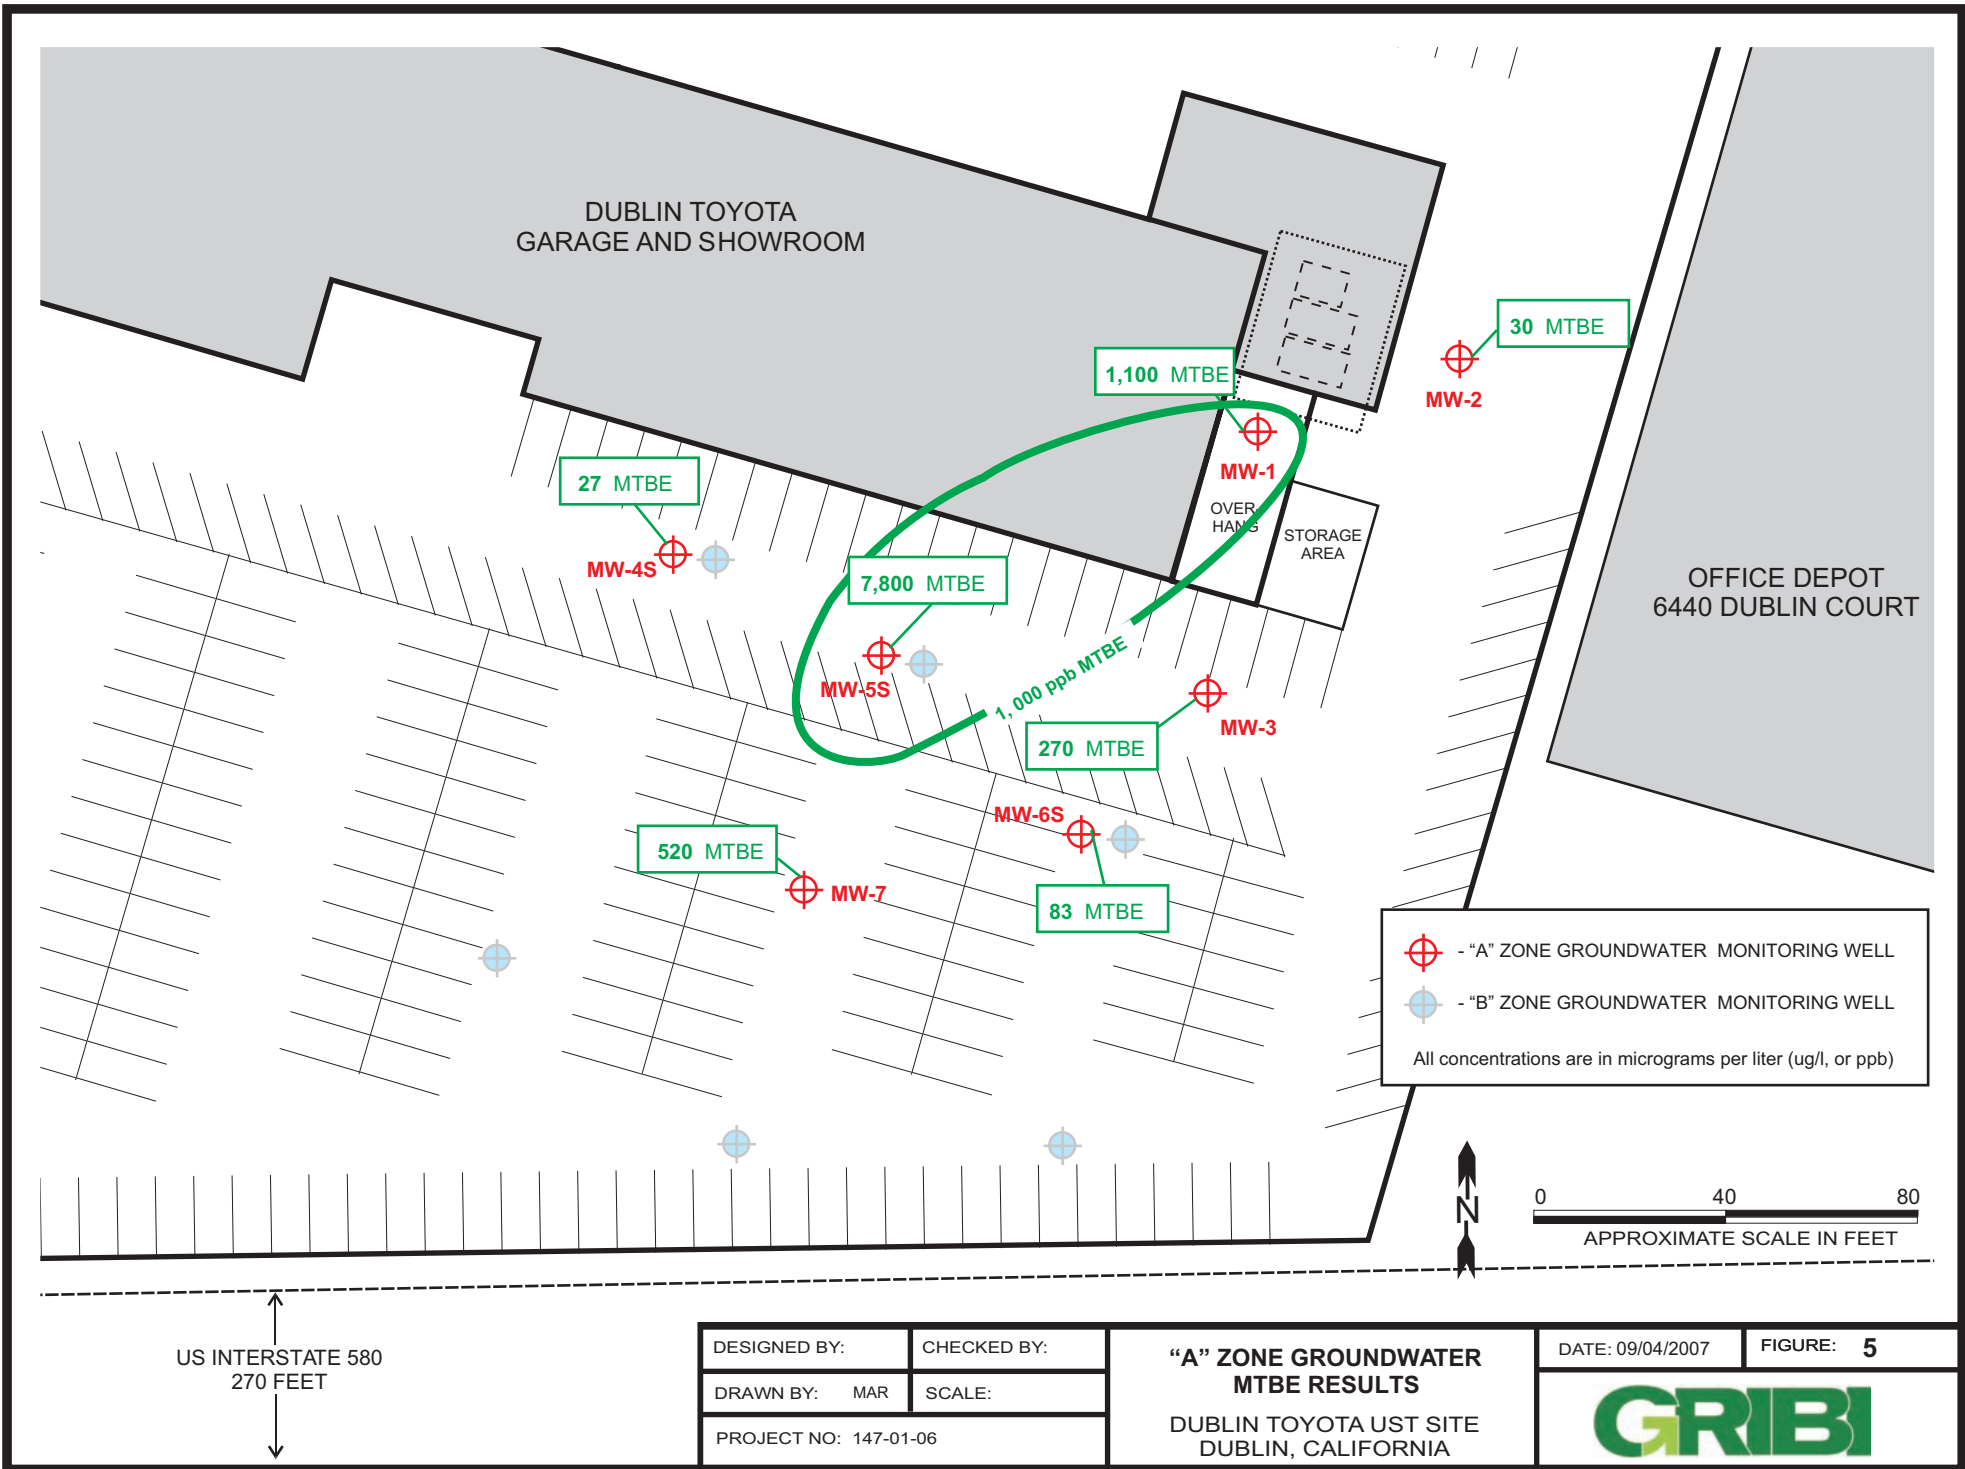 DUBLIN TOYOTA
GARAGE AND SHOWROOM
30 MTBE
MW-2
1,100 MTBE
MW-1
OVER-
HANG
STORAGE
AREA
27 MTBE
MW-4S
7,800 MTBE
MW-5S
1, 000 ppb MTBE
OFFICE DEPOT
6440 DUBLIN COURT
MW-3
270 MTBE
MW-6S
520 MTBE
MW-7
83 MTBE
- “A” ZONE GROUNDWATER MONITORING WELL
- “B” ZONE GROUNDWATER MONITORING WELL
All concentrations are in micrograms per liter (ug/l, or ppb)
N
0 40 80
APPROXIMATE SCALE IN FEET
US INTERSTATE 580
270 FEET
DESIGNED BY:
CHECKED BY:
DRAWN BY: MAR
SCALE:
PROJECT NO: 147-01-06
“A” ZONE GROUNDWATER
MTBE RESULTS
DUBLIN TOYOTA UST SITE
DUBLIN, CALIFORNIA
DATE: 09/04/2007
FIGURE: 5
GRIBI